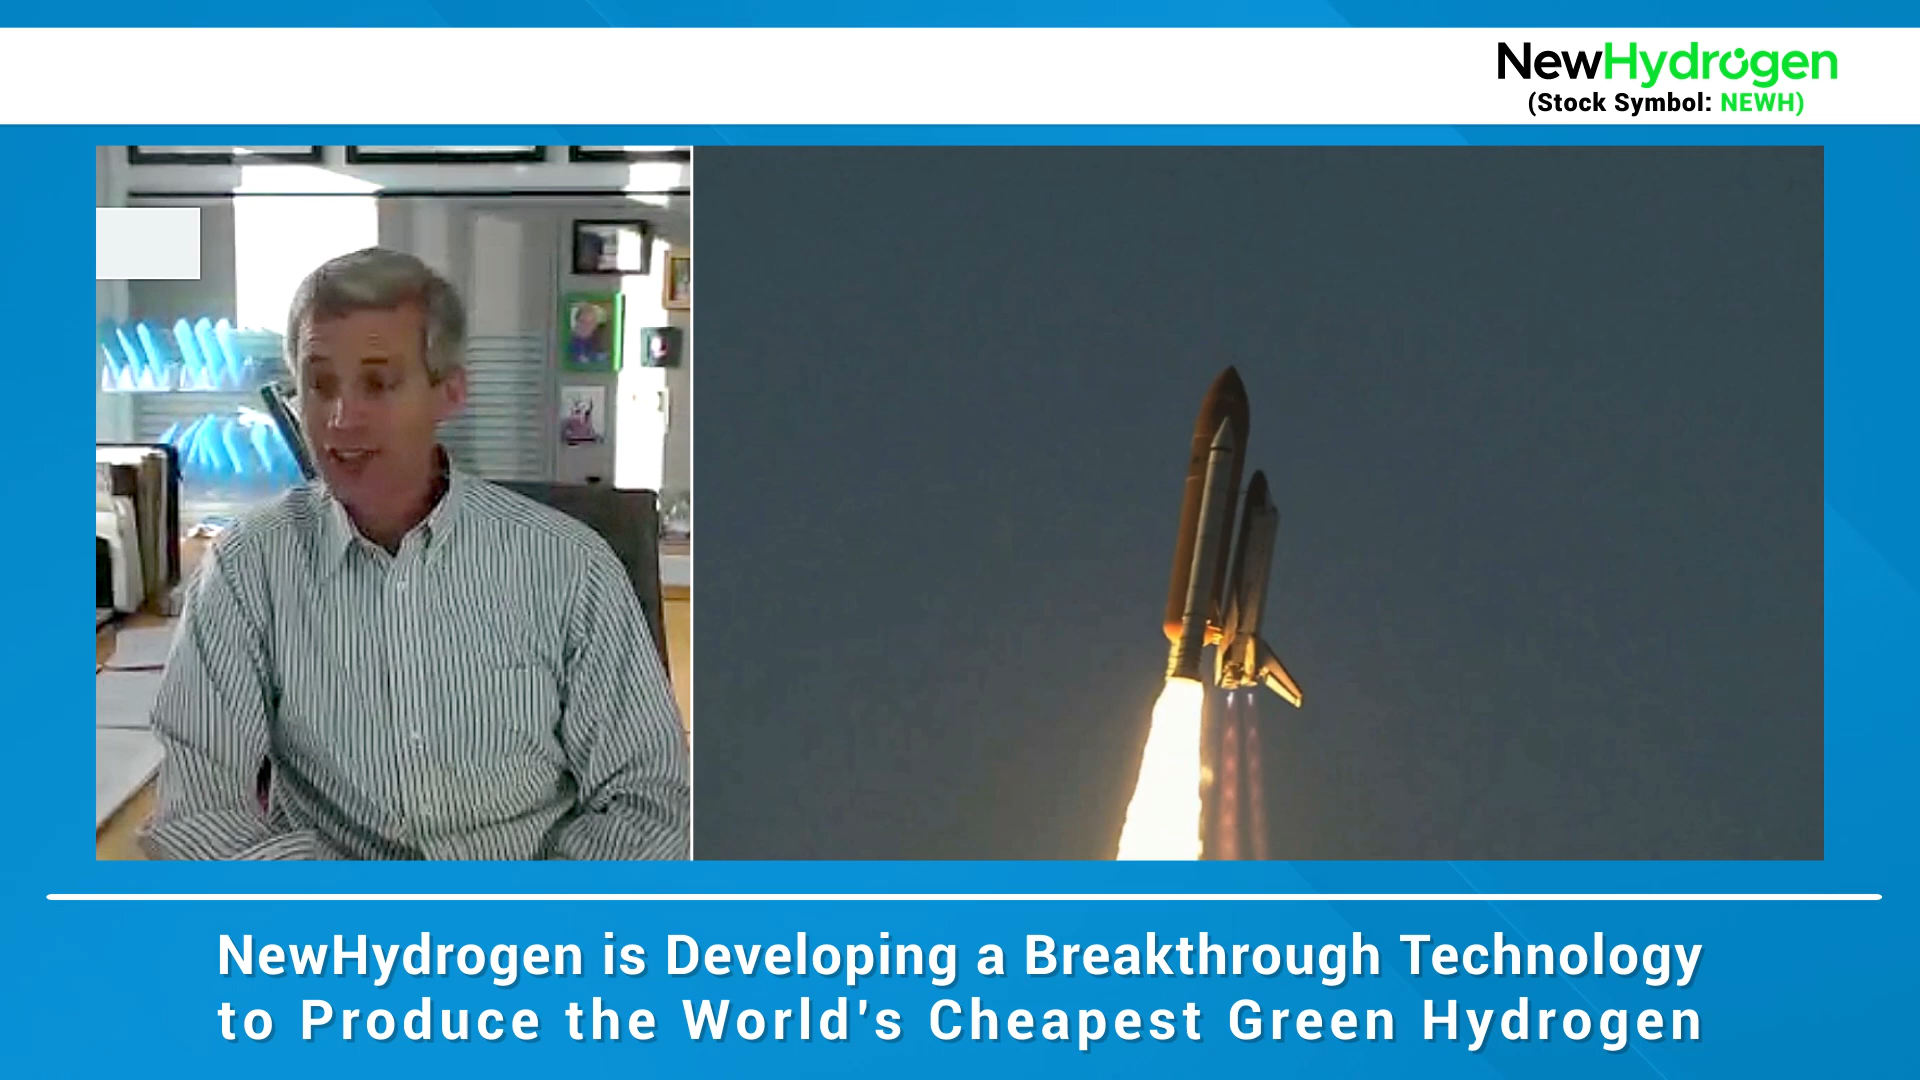 NewHydrogen
(Stock Symbol: NEWH)
NewHydrogen is Developing a Breakthrough Technology
to Produce the World's Cheapest Green Hydrogen